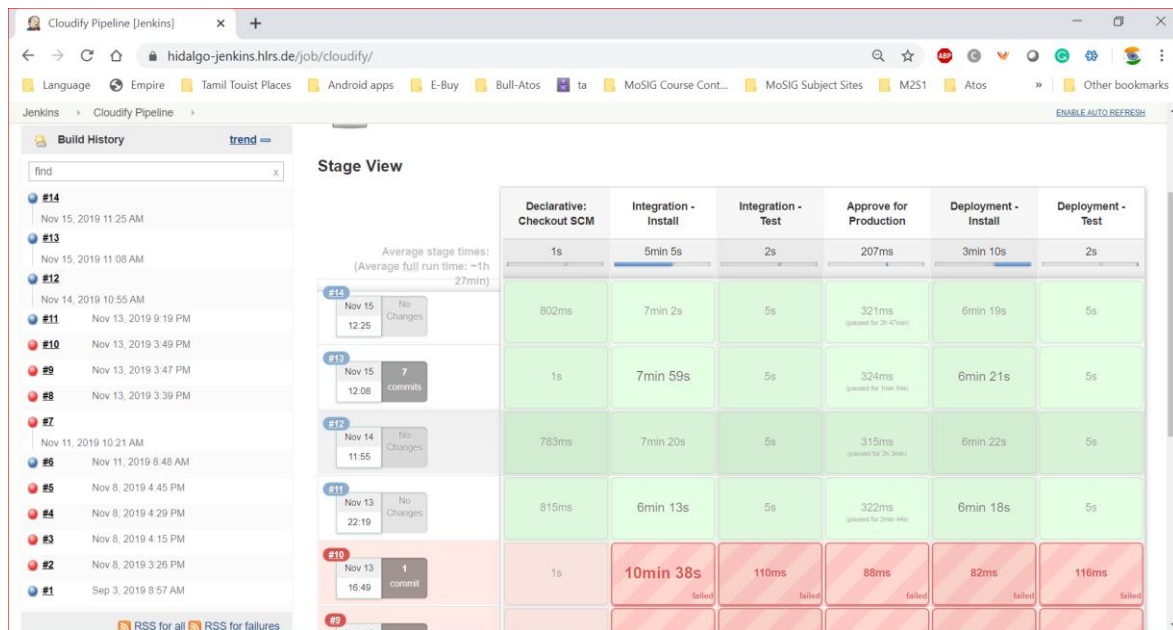 Cloudify Pipeline [Jenkins]
hidalgo-jenkins.hlrs.de/job/cloudify/
ABP
Language Empire Tamil Touist Places Android apps E-Buy Bull-Atos ta MoSIG Course Cont... MoSIG Subject Sites M2S1 Atos » Other bookmarks
Jenkins Cloudify Pipeline ENABLE AUTO REFRESH
Build History trend
find x
#14
Nov 15, 2019 11:25 AM
#13
Nov 15, 2019 11:08 AM
#12
Nov 14, 2019 10:55 AM
#11 Nov 13, 2019 9:19 PM
#10 Nov 13, 2019 3:49 PM
#9 Nov 13, 2019 3:47 PM
#8 Nov 13, 2019 3:39 PM
#7
Nov 11, 2019 10:21 AM
#6 Nov 11, 2019 8:48 AM
#5 Nov 8, 2019 4:45 PM
#4 Nov 8, 2019 4:29 PM
#3 Nov 8, 2019 4:15 PM
#2 Nov 8, 2019 3:26 PM
#1 Sep 3, 2019 8:57 AM
RSS for all RSS for failures
Stage View
Declarative: Integration - Integration - Approve for Deployment - Deployment -
Checkout SCM Install Test Production Install Test
Average stage times: 1s 5min 5s 2s 207ms 3min 10s 2s
(Average full run time: ~1h
27min)
#14
Nov 15 No
Changes
12:25
802ms 7min 2s 5s 321ms 6min 19s 5s
(paused for 2h 47min)
#13
Nov 15 7
commits
12:08
1s 7min 59s 5s 324ms 6min 21s 5s
(paused for 1min 54s)
#12
Nov 14 No
Changes
11:55
783ms 7min 20s 5s 315ms 6min 22s 5s
(paused for 2h 3min)
#11
Nov 13 No
Changes
22:19
815ms 6min 13s 5s 322ms 6min 18s 5s
(paused for 2min 44s)
#10
Nov 13 1
commit
16:49
1s 10min 38s 110ms 88ms 82ms 116ms
failed failed failed failed failed
#9